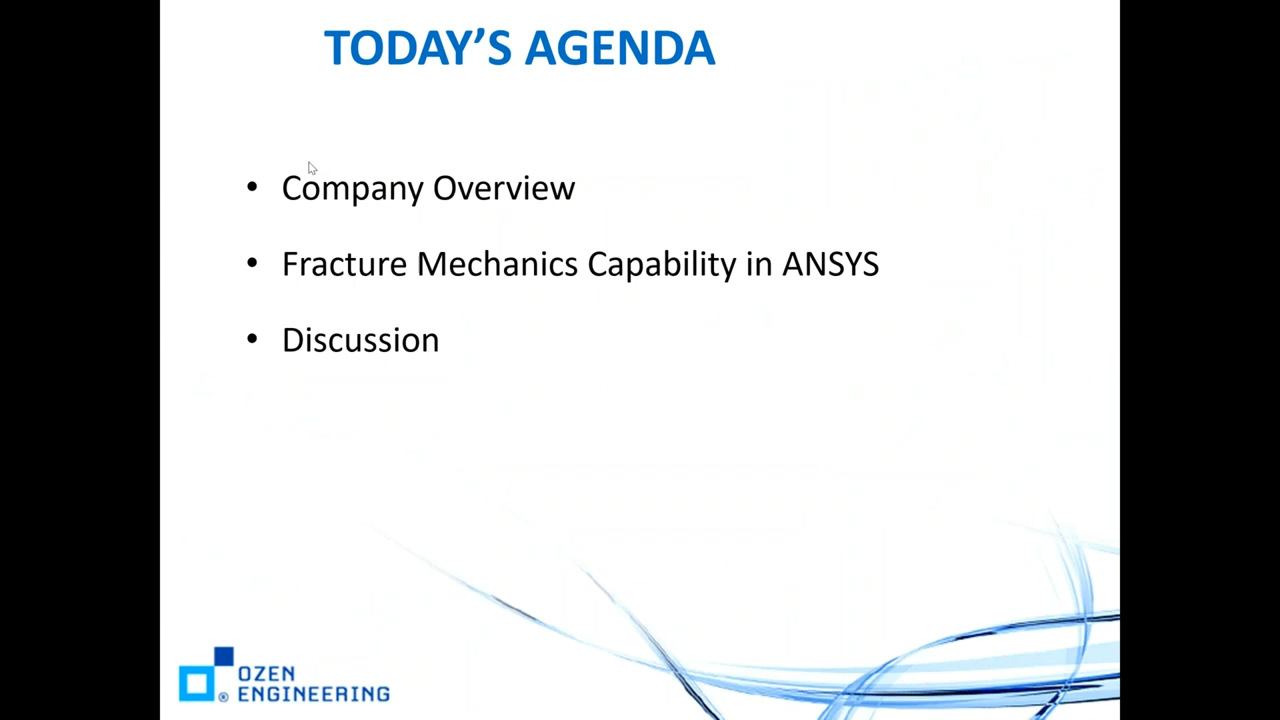 TODAY’S AGENDA
• Company Overview
• Fracture Mechanics Capability in ANSYS
• Discussion
OZEN
® ENGINEERING